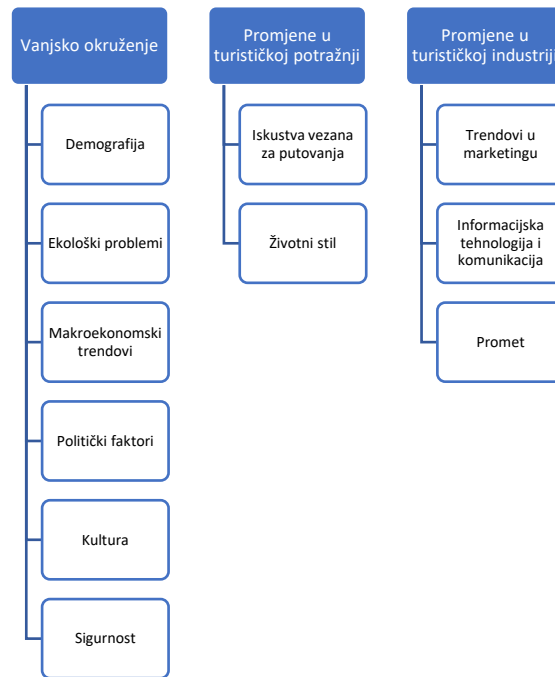 Vanjsko okruženje
Demografija
Ekološki problemi
Makroekonomski
trendovi
Politički faktori
Kultura
Sigurnost
Promjene u
turističkoj potražnji
Iskustva vezana
za putovanja
Životni stil
Promjene u
turističkoj industriji
Trendovi u
marketingu
Informacijska
tehnologija i
komunikacija
Promet